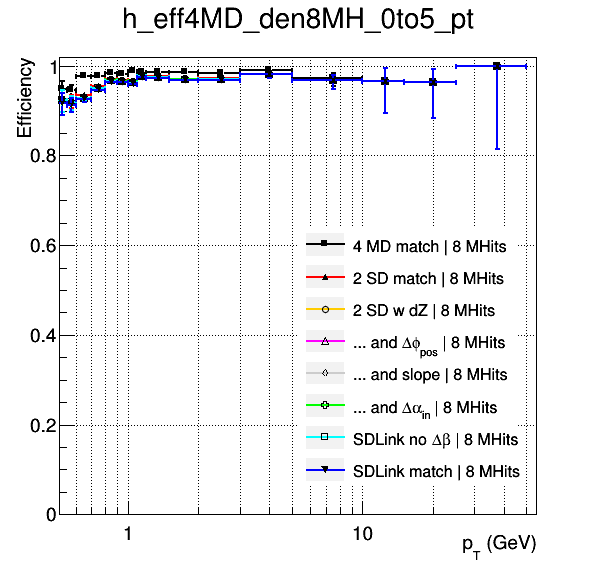 h_eff4MD_den8MH_0to5_pt
Efficiency
1
0.8
0.6
0.4
0.2
0
4 MD match | 8 MHits
2 SD match | 8 MHits
2 SD w dZ | 8 MHits
... and Δϕpos | 8 MHits
... and slope | 8 MHits
... and Δαin | 8 MHits
SDLink no Δβ | 8 MHits
SDLink match | 8 MHits
1 10
pT (GeV)